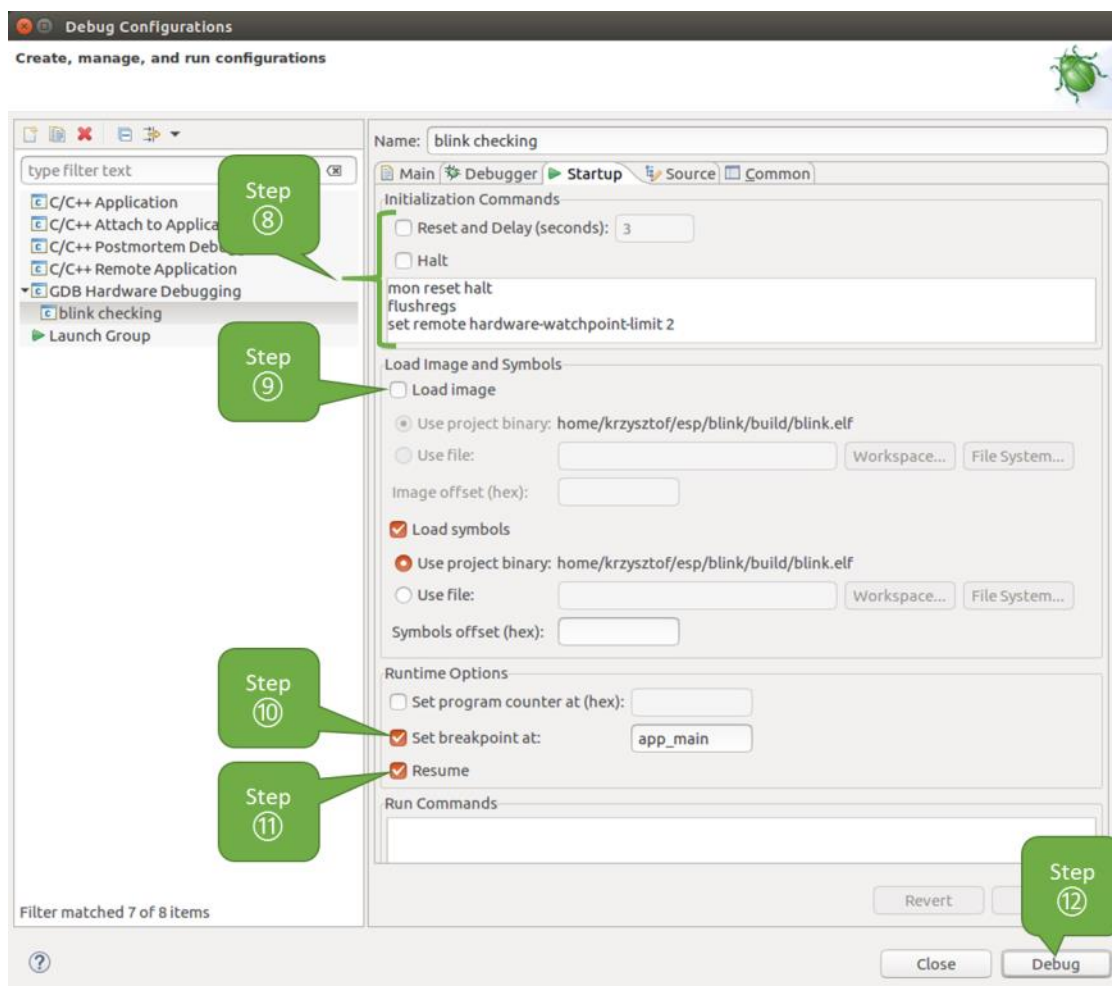 Debug Configurations
Create, manage, and run configurations
type filter text
C/C++ Application
C/C++ Attach to Applica
C/C++ Postmortem Debu
C/C++ Remote Application
GDB Hardware Debugging
blink checking
Launch Group
Filter matched 7 of 8 items
Name: blink checking
Main Debugger Startup Source Common
Initialization Commands
Step
⑧
Reset and Delay (seconds): 3
Halt
mon reset halt
flushregs
set remote hardware-watchpoint-limit 2
Load Image and Symbols
Step
⑨
Load image
Use project binary: home/krzysztof/esp/blink/build/blink.elf
Use file: Workspace... File System...
Image offset (hex):
Load symbols
Use project binary: home/krzysztof/esp/blink/build/blink.elf
Use file: Workspace... File System...
Symbols offset (hex):
Runtime Options
Set program counter at (hex):
Step
⑩
Set breakpoint at: app_main
Resume
Step
⑪
Run Commands
Revert
Step
⑫
Close Debug